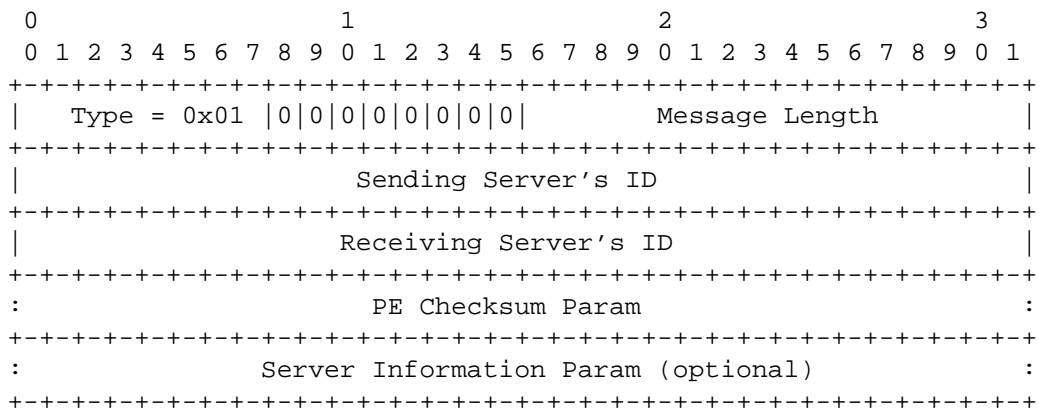 0                   1                   2                   3
 0 1 2 3 4 5 6 7 8 9 0 1 2 3 4 5 6 7 8 9 0 1 2 3 4 5 6 7 8 9 0 1
+-+-+-+-+-+-+-+-+-+-+-+-+-+-+-+-+-+-+-+-+-+-+-+-+-+-+-+-+-+-+-+-+
|   Type = 0x01 |0|0|0|0|0|0|0|0|        Message Length         |
+-+-+-+-+-+-+-+-+-+-+-+-+-+-+-+-+-+-+-+-+-+-+-+-+-+-+-+-+-+-+-+-+
|                     Sending Server’s ID                       |
+-+-+-+-+-+-+-+-+-+-+-+-+-+-+-+-+-+-+-+-+-+-+-+-+-+-+-+-+-+-+-+-+
|                    Receiving Server’s ID                      |
+-+-+-+-+-+-+-+-+-+-+-+-+-+-+-+-+-+-+-+-+-+-+-+-+-+-+-+-+-+-+-+-+
:                      PE Checksum Param                        :
+-+-+-+-+-+-+-+-+-+-+-+-+-+-+-+-+-+-+-+-+-+-+-+-+-+-+-+-+-+-+-+-+
:               Server Information Param (optional)             :
+-+-+-+-+-+-+-+-+-+-+-+-+-+-+-+-+-+-+-+-+-+-+-+-+-+-+-+-+-+-+-+-+